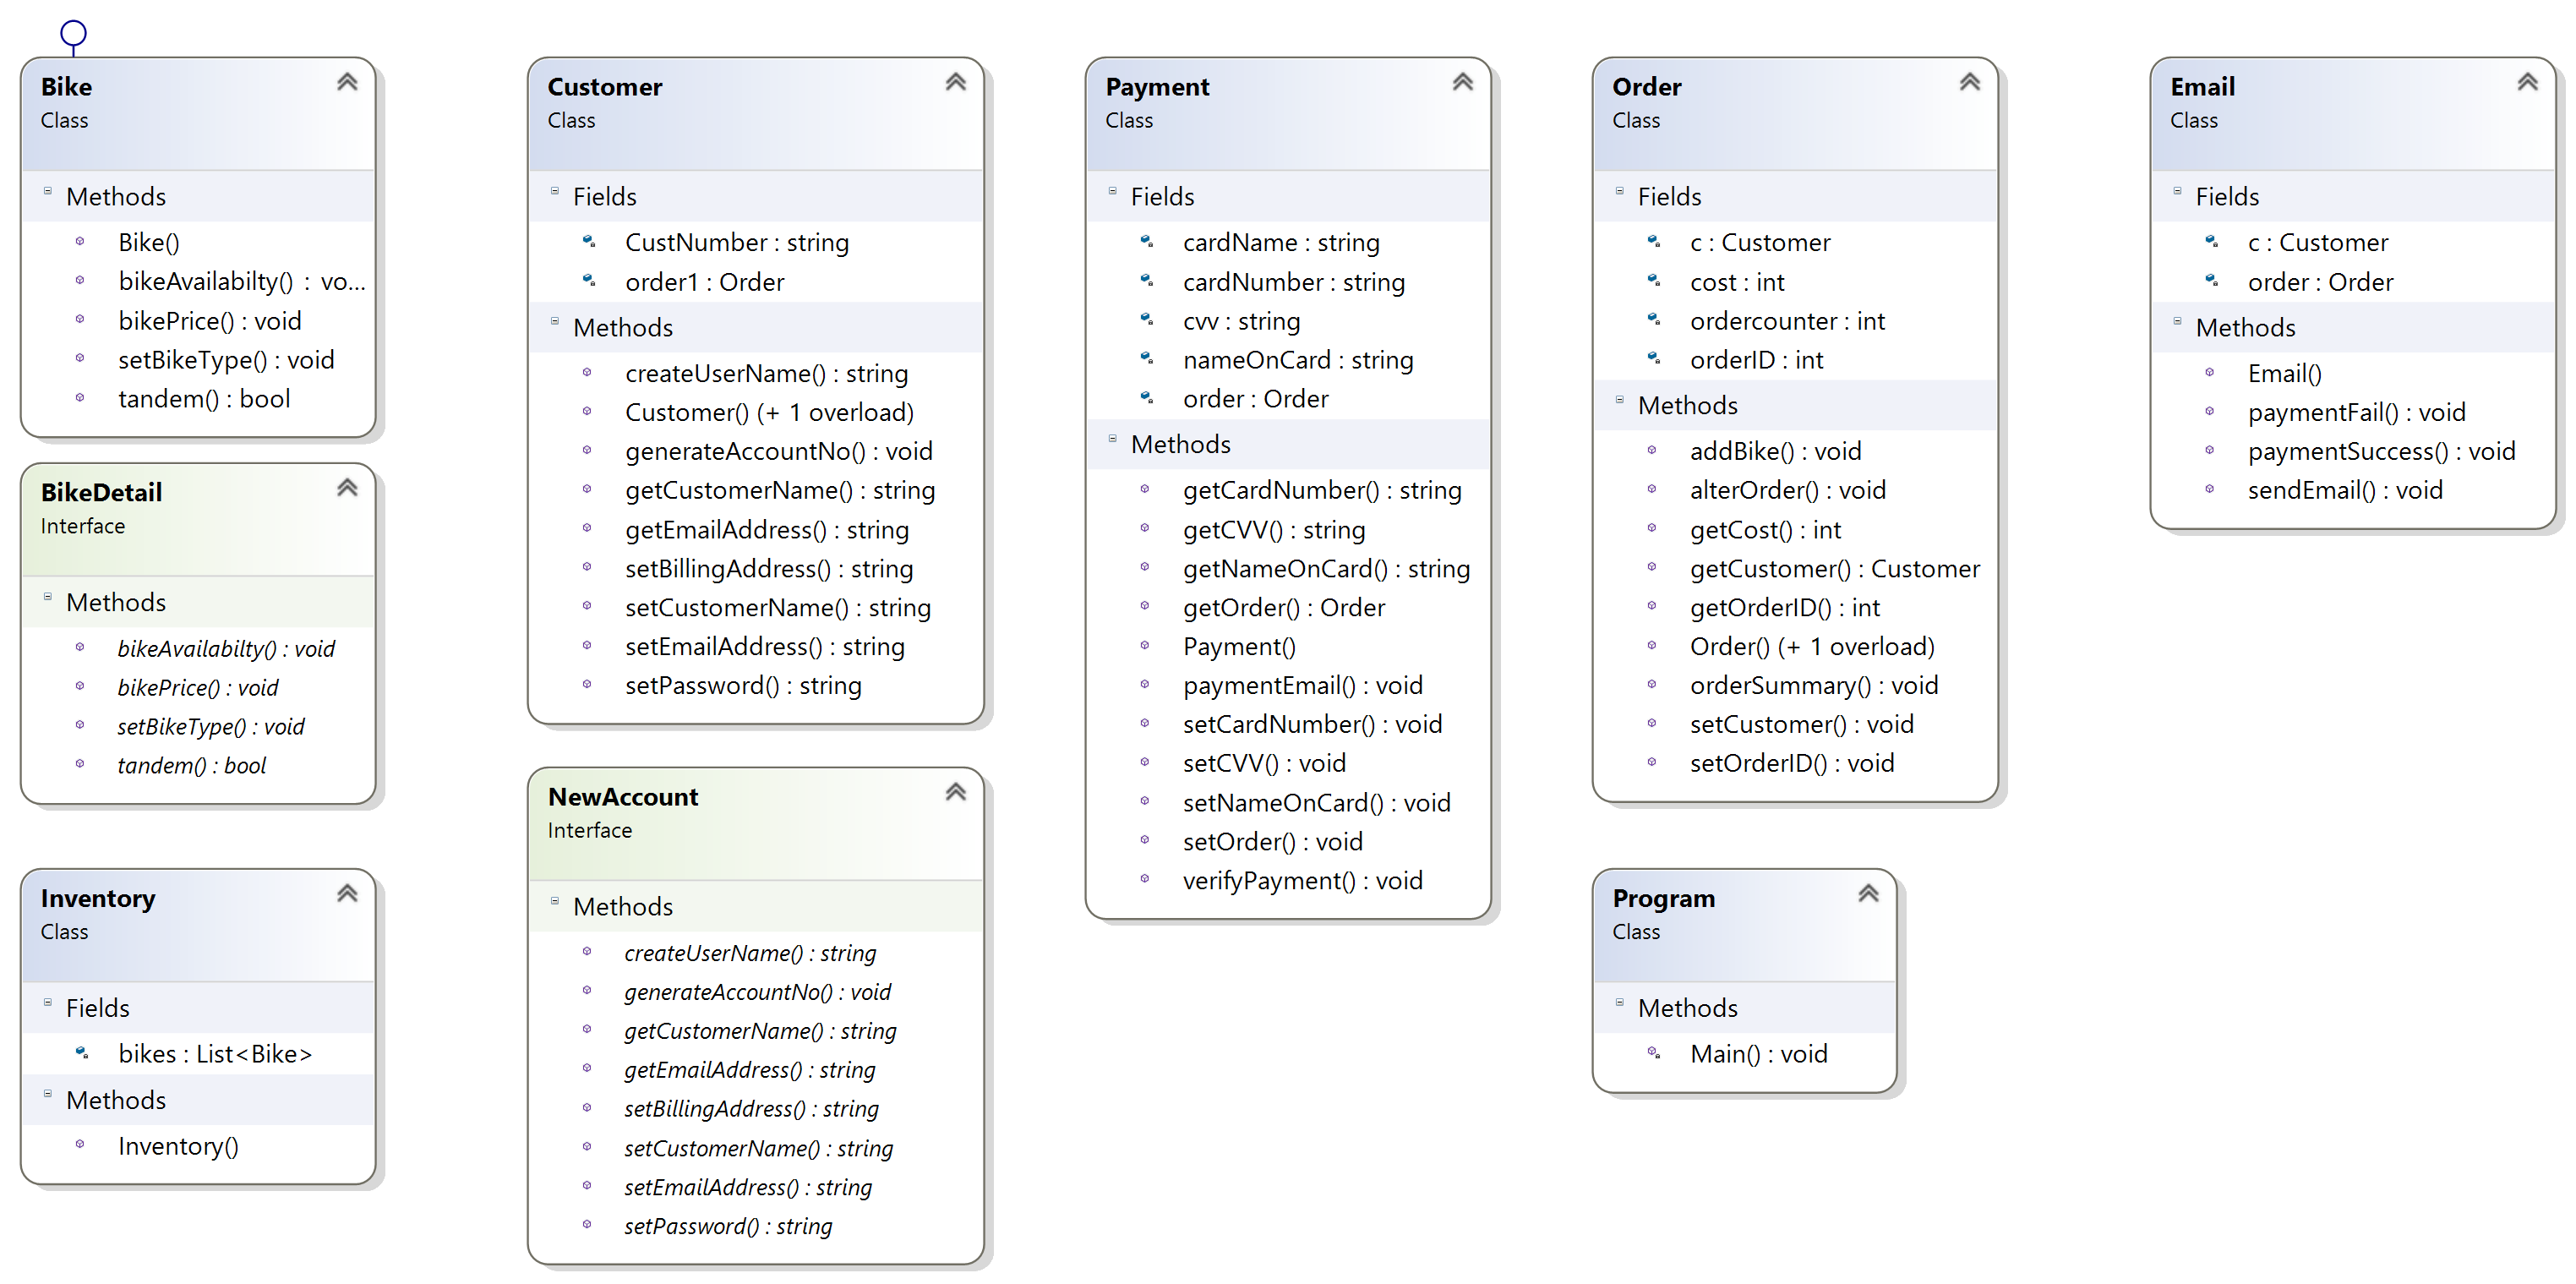 Bike
Class
Methods
Bike()
bikeAvailabilty() : vo...
bikePrice() : void
setBikeType() : void
tandem() : bool
BikeDetail
Interface
Methods
bikeAvailabilty() : void
bikePrice() : void
setBikeType() : void
tandem() : bool
Inventory
Class
Fields
bikes : List<Bike>
Methods
Inventory()
Customer
Class
Fields
CustNumber : string
order1 : Order
Methods
createUserName() : string
Customer() (+ 1 overload)
generateAccountNo() : void
getCustomerName() : string
getEmailAddress() : string
setBillingAddress() : string
setCustomerName() : string
setEmailAddress() : string
setPassword() : string
NewAccount
Interface
Methods
createUserName() : string
generateAccountNo() : void
getCustomerName() : string
getEmailAddress() : string
setBillingAddress() : string
setCustomerName() : string
setEmailAddress() : string
setPassword() : string
Payment
Class
Fields
cardName : string
cardNumber : string
cvv : string
nameOnCard : string
order : Order
Methods
getCardNumber() : string
getCVV() : string
getNameOnCard() : string
getOrder() : Order
Payment()
paymentEmail() : void
setCardNumber() : void
setCVV() : void
setNameOnCard() : void
setOrder() : void
verifyPayment() : void
Order
Class
Fields
c : Customer
cost : int
ordercounter : int
orderID : int
Methods
addBike() : void
alterOrder() : void
getCost() : int
getCustomer() : Customer
getOrderID() : int
Order() (+ 1 overload)
orderSummary() : void
setCustomer() : void
setOrderID() : void
Program
Class
Methods
Main() : void
Email
Class
Fields
c : Customer
order : Order
Methods
Email()
paymentFail() : void
paymentSuccess() : void
sendEmail() : void